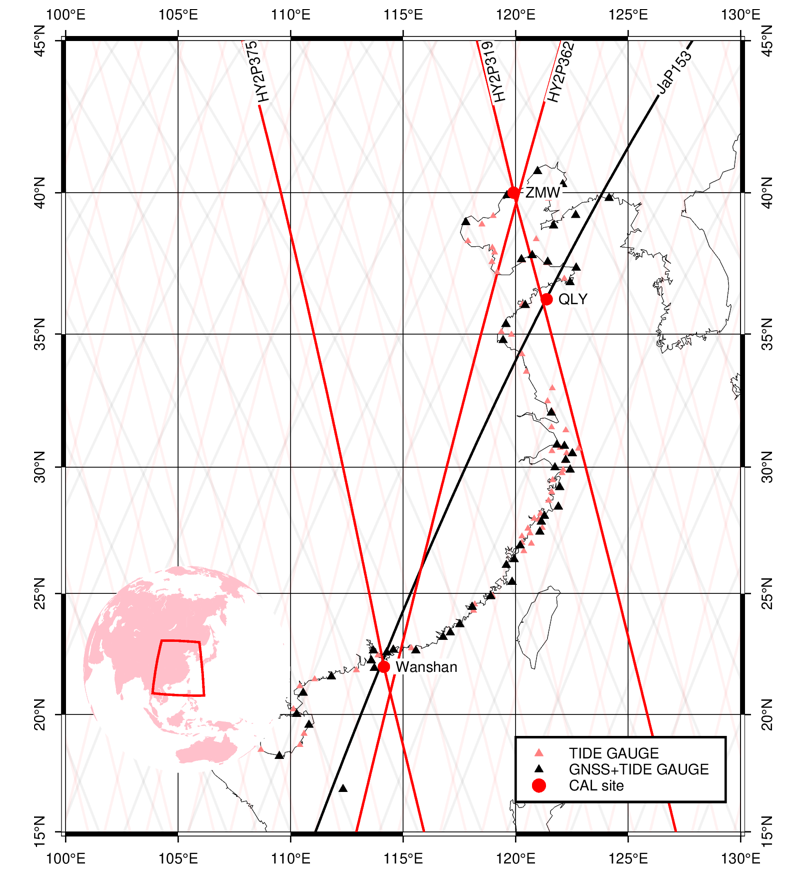 100°E 105°E 110°E 115°E 120°E 125°E 130°E
45°N 45°N
HY2P375 HY2P319 HY2P362 JaP153
40°N ZMW 40°N
QLY
35°N 35°N
30°N 30°N
25°N 25°N
Wanshan
20°N 20°N
TIDE GAUGE
GNSS+TIDE GAUGE
CAL site
15°N 15°N
100°E 105°E 110°E 115°E 120°E 125°E 130°E